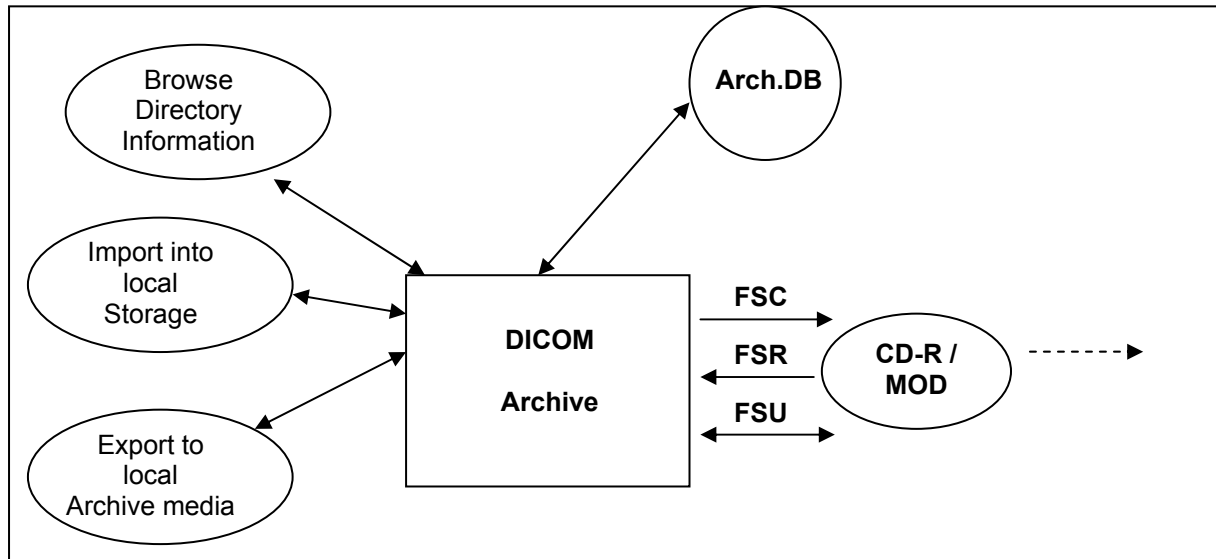 Browse
Directory
Information
Arch.DB
Import into
local
Storage
Export to
local
Archive media
DICOM
Archive
FSC
FSR
FSU
CD-R /
MOD